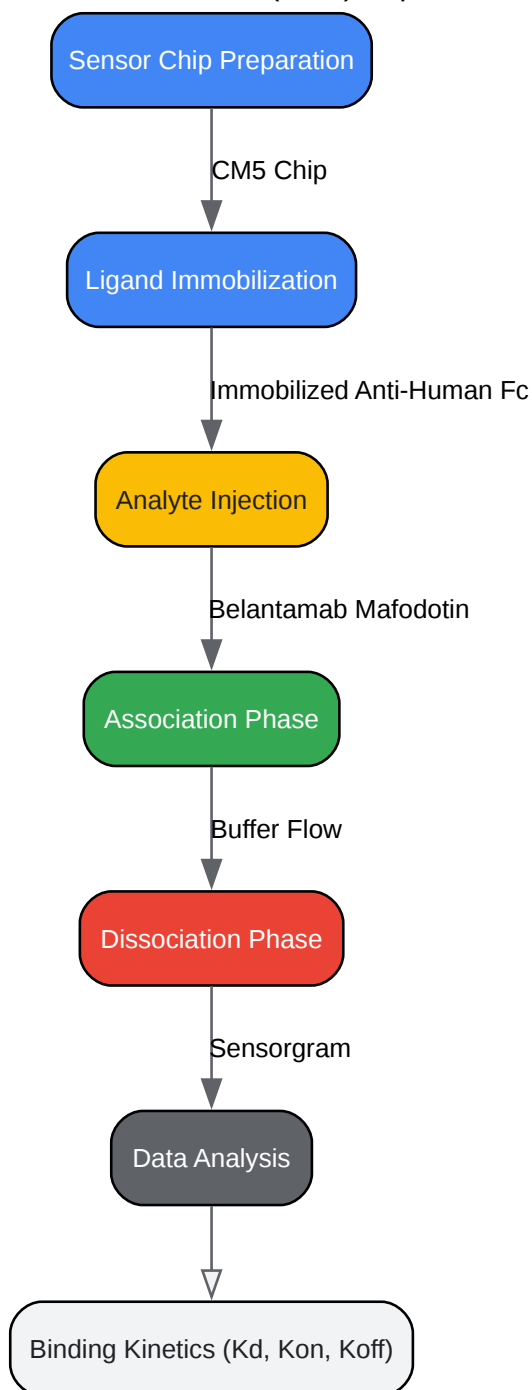 Sensor Chip Preparation
CM5 Chip
Ligand Immobilization
Immobilized Anti-Human Fc
Analyte Injection
Belantamab Mafodotin
Association Phase
Buffer Flow
Dissociation Phase
Sensorgram
Data Analysis
Binding Kinetics (Kd, Kon, Koff)